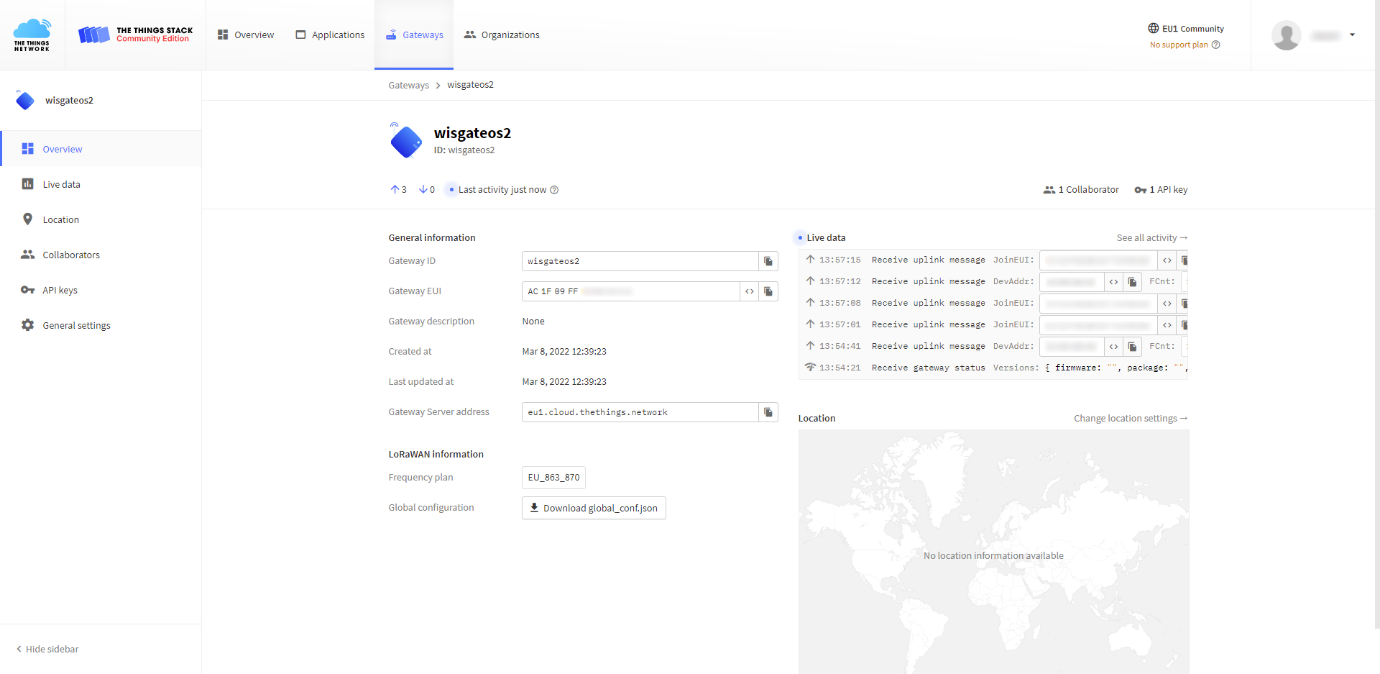 THE THINGS NETWORK
THE THINGS STACK
Community Edition
Overview
Applications
Gateways
Organizations
EU1 Community
No support plan
wisgateos2
Overview
Live data
Location
Collaborators
API keys
General settings
Hide sidebar
Gateways > wisgateos2
wisgateos2
ID: wisgateos2
↑ 3 ↓ 0 • Last activity just now
1 Collaborator
1 API key
General information
Gateway ID wisgateos2
Gateway EUI AC 1F 09 FF
Gateway description None
Created at Mar 8, 2022 12:39:23
Last updated at Mar 8, 2022 12:39:23
Gateway Server address eu1.cloud.thethings.network
LoRaWAN information
Frequency plan EU_863_870
Global configuration Download global_conf.json
Live data See all activity →
↑ 13:57:15 Receive uplink message JoinEUI: <>
↑ 13:57:12 Receive uplink message DevAddr: <> FCnt:
↑ 13:57:08 Receive uplink message JoinEUI: <>
↑ 13:57:01 Receive uplink message JoinEUI: <>
↑ 13:54:41 Receive uplink message DevAddr: <> FCnt:
13:54:21 Receive gateway status Versions: { firmware: "", package: "",
Location Change location settings →
No location information available